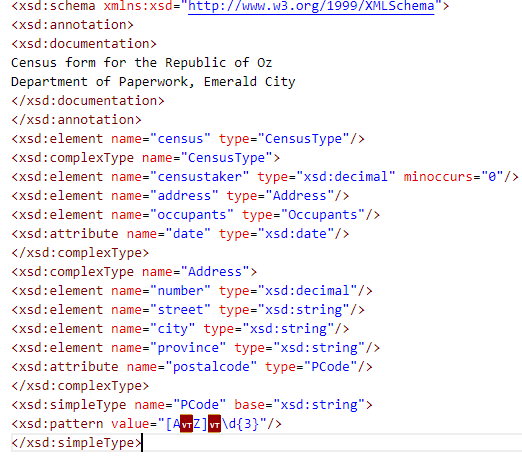 <xsd:schema xmlns:xsd="http://www.w3.org/1999/XMLSchema">
<xsd:annotation>
<xsd:documentation>
Census form for the Republic of Oz
Department of Paperwork, Emerald City
</xsd:documentation>
</xsd:annotation>
<xsd:element name="census" type="CensusType"/>
<xsd:complexType name="CensusType">
<xsd:element name="censustaker" type="xsd:decimal" minoccurs="0"/>
<xsd:element name="address" type="Address"/>
<xsd:element name="occupants" type="Occupants"/>
<xsd:attribute name="date" type="xsd:date"/>
</xsd:complexType>
<xsd:complexType name="Address">
<xsd:element name="number" type="xsd:decimal"/>
<xsd:element name="street" type="xsd:string"/>
<xsd:element name="city" type="xsd:string"/>
<xsd:element name="province" type="xsd:string"/>
<xsd:attribute name="postalcode" type="PCode"/>
</xsd:complexType>
<xsd:simpleType name="PCode" base="xsd:string">
<xsd:pattern value="[AVTZ]VT\d{3}"/>
</xsd:simpleType>